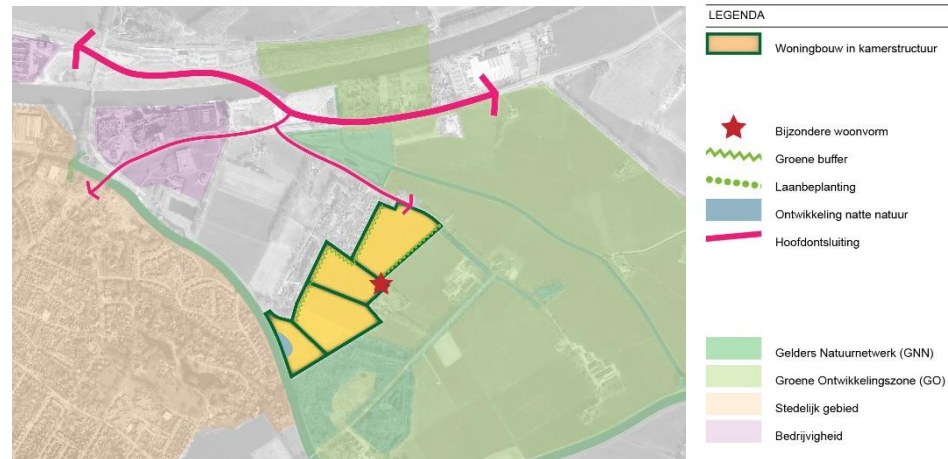 LEGENDA
Woningbouw in kamerstructuur
Bijzondere woonvorm
Groene buffer
Laanbeplanting
Ontwikkeling natte natuur
Hoofdontsluiting
Gelders Natuurnetwerk (GNN)
Groene Ontwikkelingszone (GO)
Stedelijk gebied
Bedrijvigheid